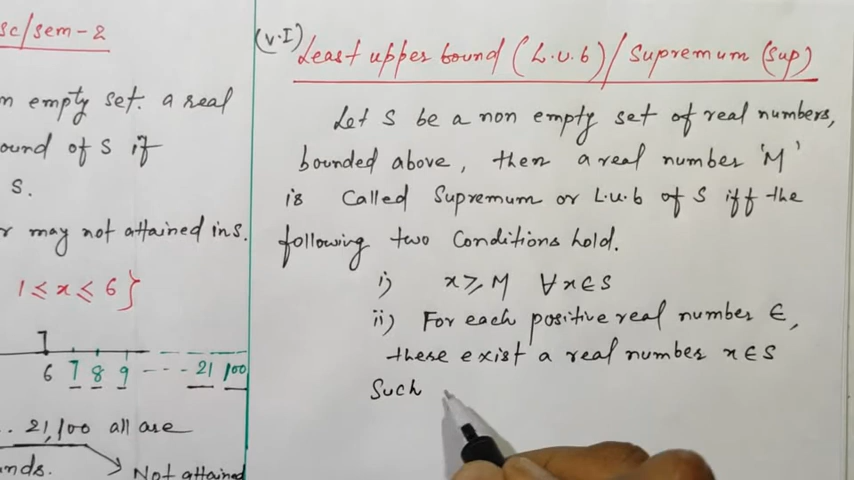 sc/sem-2
n empty set. a real
ound of S if
S.
r may not attained in s.
1 ≤ x ≤ 6}
7
6 7 8 9 --- 21 100
.. 21,100 all are
nds.
Not attained
(V.I)
Least upper bound (L.u.b)/Supremum (Sup)
Let S be a non empty set of real numbers,
bounded above, then a real number 'M'
is Called Supremum or L.u.b of S iff the
following two Conditions hold.
i) x ≥ M ∀ x ∈ S
ii) For each positive real number ∈,
there exist a real number x ∈ S
Such